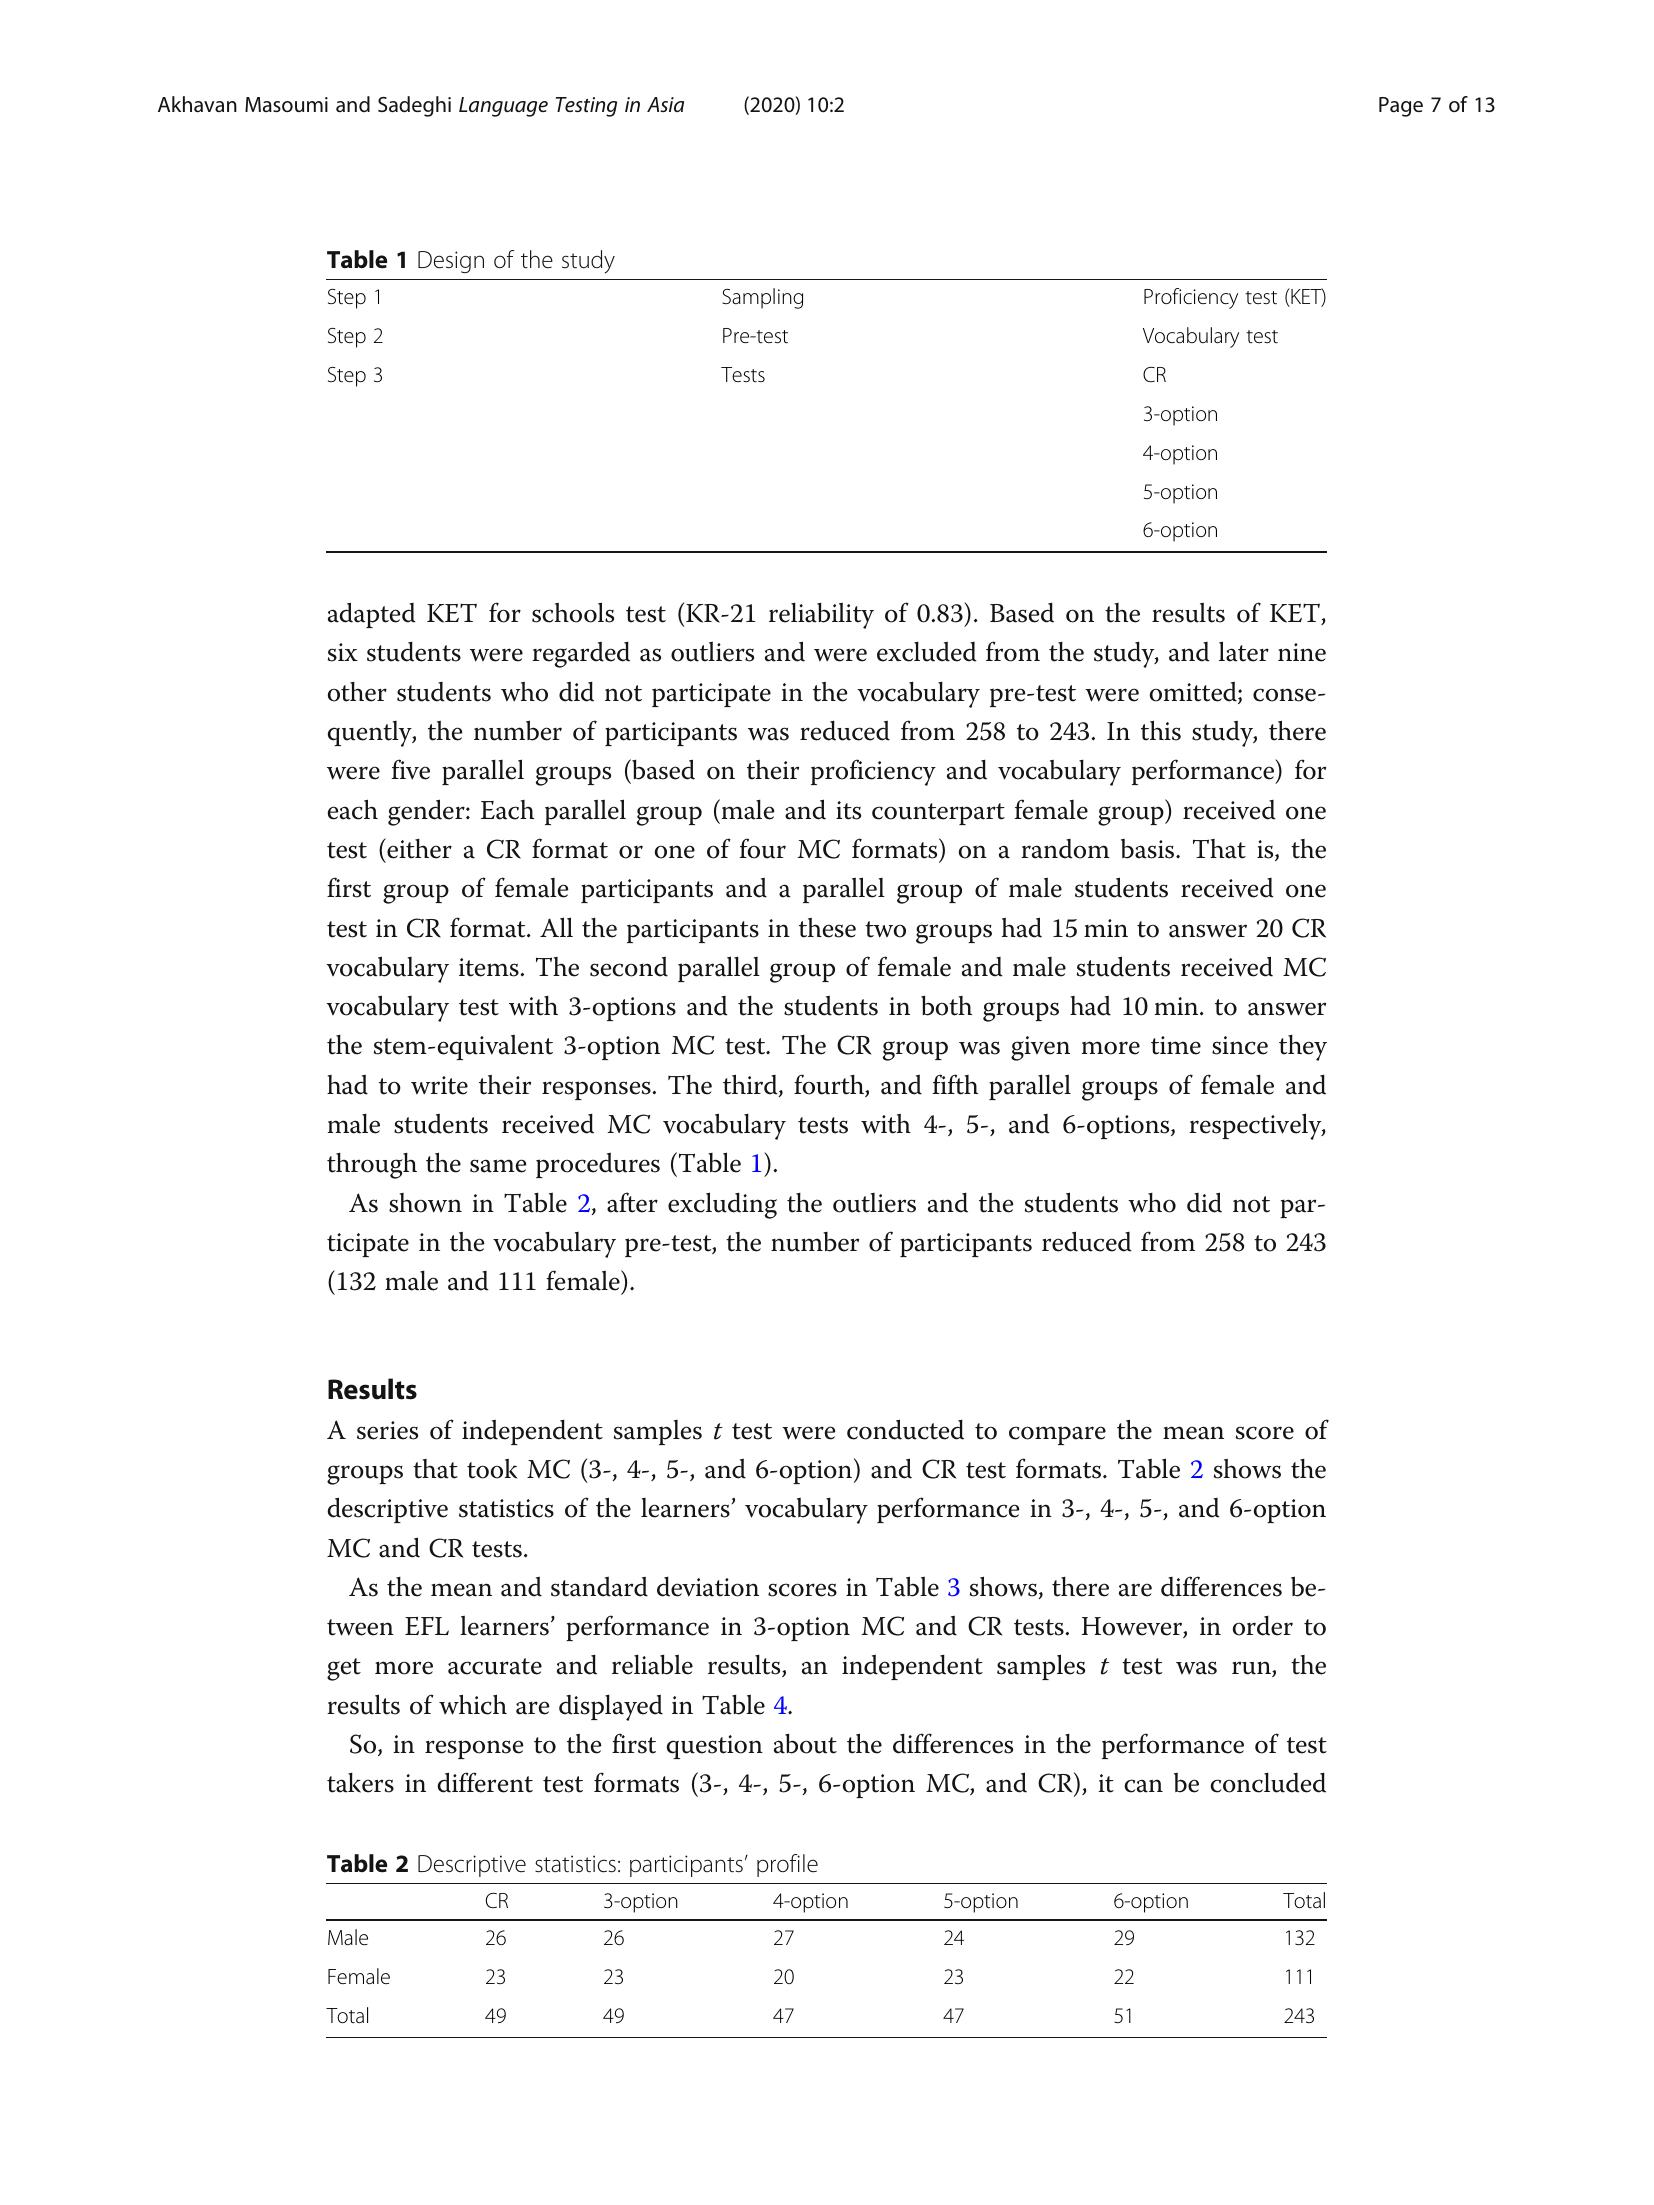 Akhavan Masoumi and Sadeghi Language Testing in Asia (2020) 10:2 Page 7 of 13
Table 1 Design of the study
Step 1 Sampling Proficiency test (KET)
Step 2 Pre-test Vocabulary test
Step 3 Tests CR
3-option
4-option
5-option
6-option
adapted KET for schools test (KR-21 reliability of 0.83). Based on the results of KET,
six students were regarded as outliers and were excluded from the study, and later nine
other students who did not participate in the vocabulary pre-test were omitted; conse-
quently, the number of participants was reduced from 258 to 243. In this study, there
were five parallel groups (based on their proficiency and vocabulary performance) for
each gender: Each parallel group (male and its counterpart female group) received one
test (either a CR format or one of four MC formats) on a random basis. That is, the
first group of female participants and a parallel group of male students received one
test in CR format. All the participants in these two groups had 15 min to answer 20 CR
vocabulary items. The second parallel group of female and male students received MC
vocabulary test with 3-options and the students in both groups had 10 min. to answer
the stem-equivalent 3-option MC test. The CR group was given more time since they
had to write their responses. The third, fourth, and fifth parallel groups of female and
male students received MC vocabulary tests with 4-, 5-, and 6-options, respectively,
through the same procedures (Table 1).
As shown in Table 2, after excluding the outliers and the students who did not par-
ticipate in the vocabulary pre-test, the number of participants reduced from 258 to 243
(132 male and 111 female).
Results
A series of independent samples t test were conducted to compare the mean score of
groups that took MC (3-, 4-, 5-, and 6-option) and CR test formats. Table 2 shows the
descriptive statistics of the learners’ vocabulary performance in 3-, 4-, 5-, and 6-option
MC and CR tests.
As the mean and standard deviation scores in Table 3 shows, there are differences be-
tween EFL learners’ performance in 3-option MC and CR tests. However, in order to
get more accurate and reliable results, an independent samples t test was run, the
results of which are displayed in Table 4.
So, in response to the first question about the differences in the performance of test
takers in different test formats (3-, 4-, 5-, 6-option MC, and CR), it can be concluded
Table 2 Descriptive statistics: participants’ profile
CR 3-option 4-option 5-option 6-option Total
Male 26 26 27 24 29 132
Female 23 23 20 23 22 111
Total 49 49 47 47 51 243